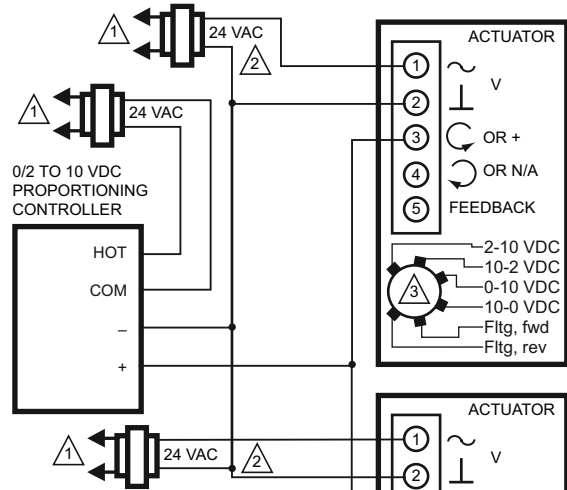 1
24 VAC
2
ACTUATOR
1
V
2
3
OR +
4
OR N/A
5
FEEDBACK
1
24 VAC
0/2 TO 10 VDC
PROPORTIONING
CONTROLLER
HOT
COM
–
+
2-10 VDC
10-2 VDC
0-10 VDC
10-0 VDC
Fltg, fwd
Fltg, rev
3
1
24 VAC
2
ACTUATOR
1
V
2